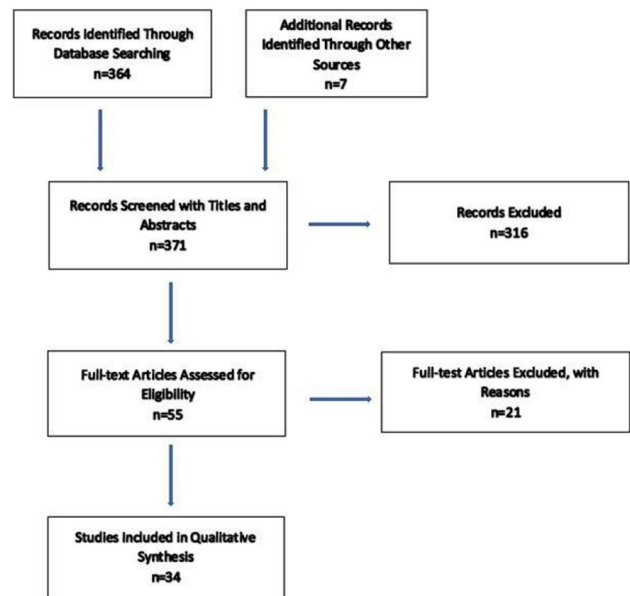 Records Identified Through
Database Searching
n=364
Additional Records
Identified Through Other
Sources
n=7
Records Screened with Titles and
Abstracts
n=371
Records Excluded
n=316
Full-text Articles Assessed for
Eligibility
n=55
Full-test Articles Excluded, with
Reasons
n=21
Studies Included in Qualitative
Synthesis
n=34